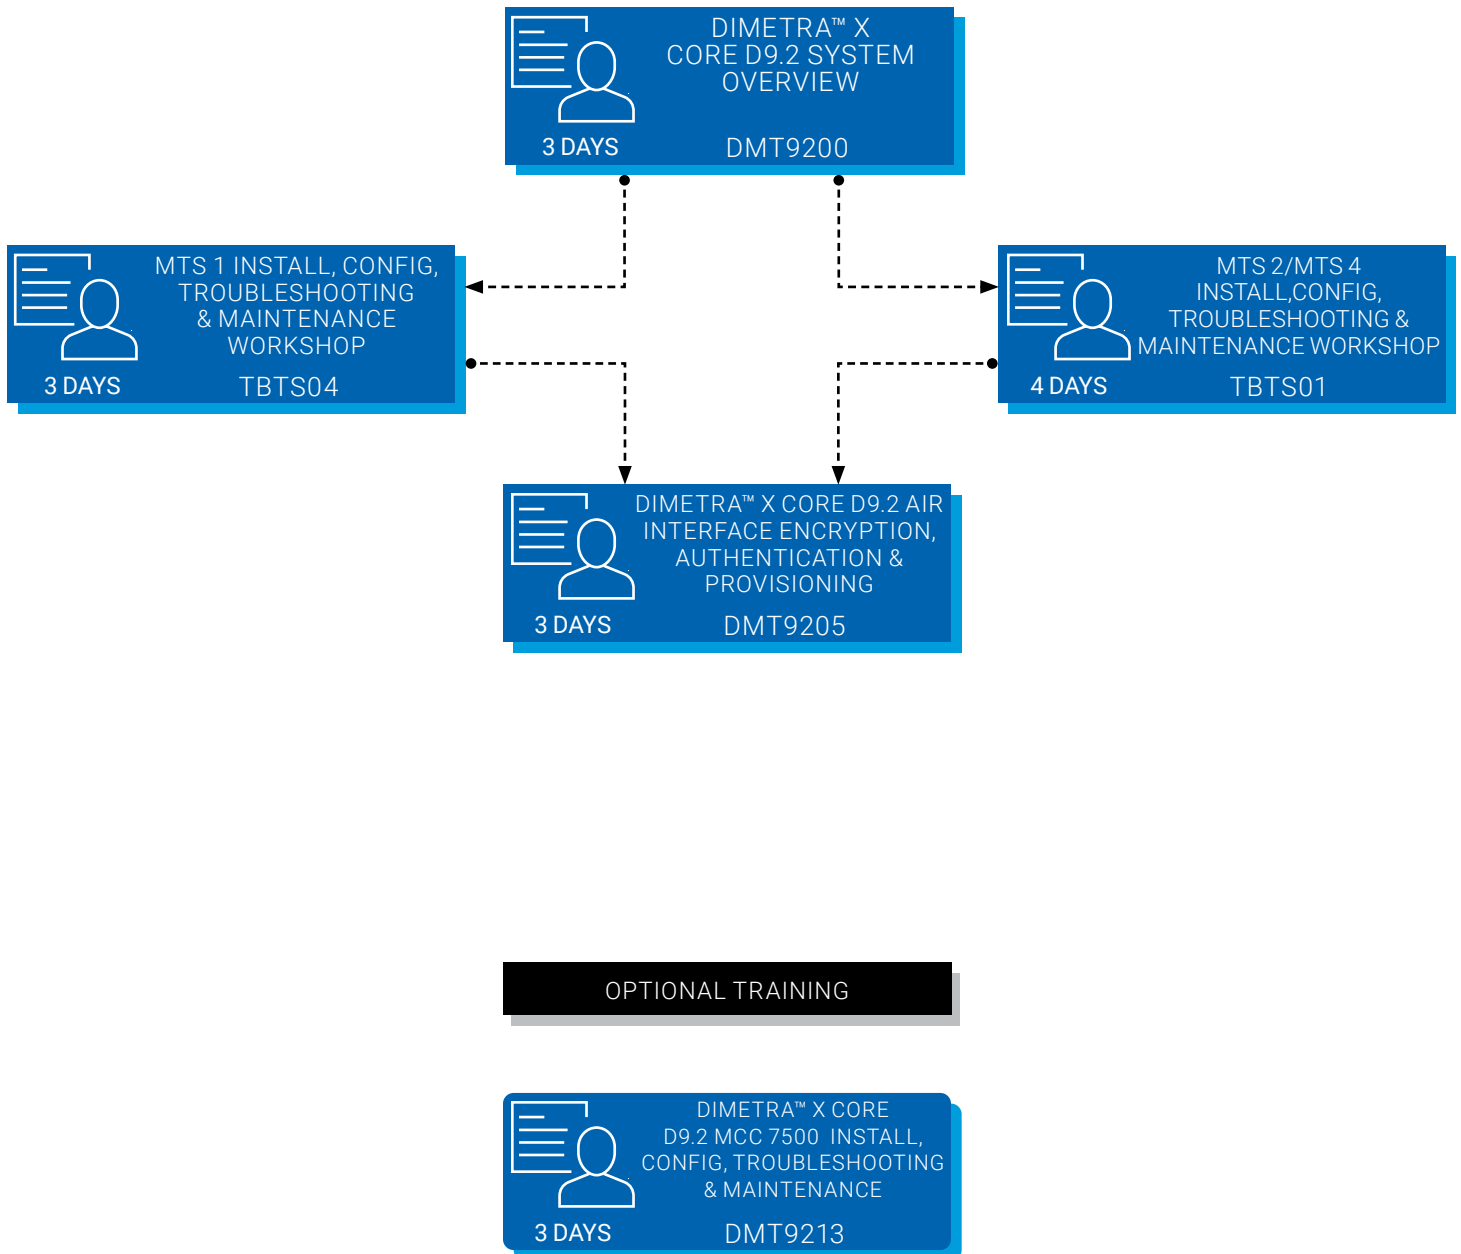 DIMETRA™ X
CORE D9.2 SYSTEM
OVERVIEW
3 DAYS
DMT9200
MTS 1 INSTALL, CONFIG,
TROUBLESHOOTING
& MAINTENANCE
WORKSHOP
3 DAYS
TBTS04
MTS 2/MTS 4
INSTALL,CONFIG,
TROUBLESHOOTING &
MAINTENANCE WORKSHOP
4 DAYS
TBTS01
DIMETRA™ X CORE D9.2 AIR
INTERFACE ENCRYPTION,
AUTHENTICATION &
PROVISIONING
3 DAYS
DMT9205
OPTIONAL TRAINING
DIMETRA™ X CORE
D9.2 MCC 7500 INSTALL,
CONFIG, TROUBLESHOOTING
& MAINTENANCE
3 DAYS
DMT9213